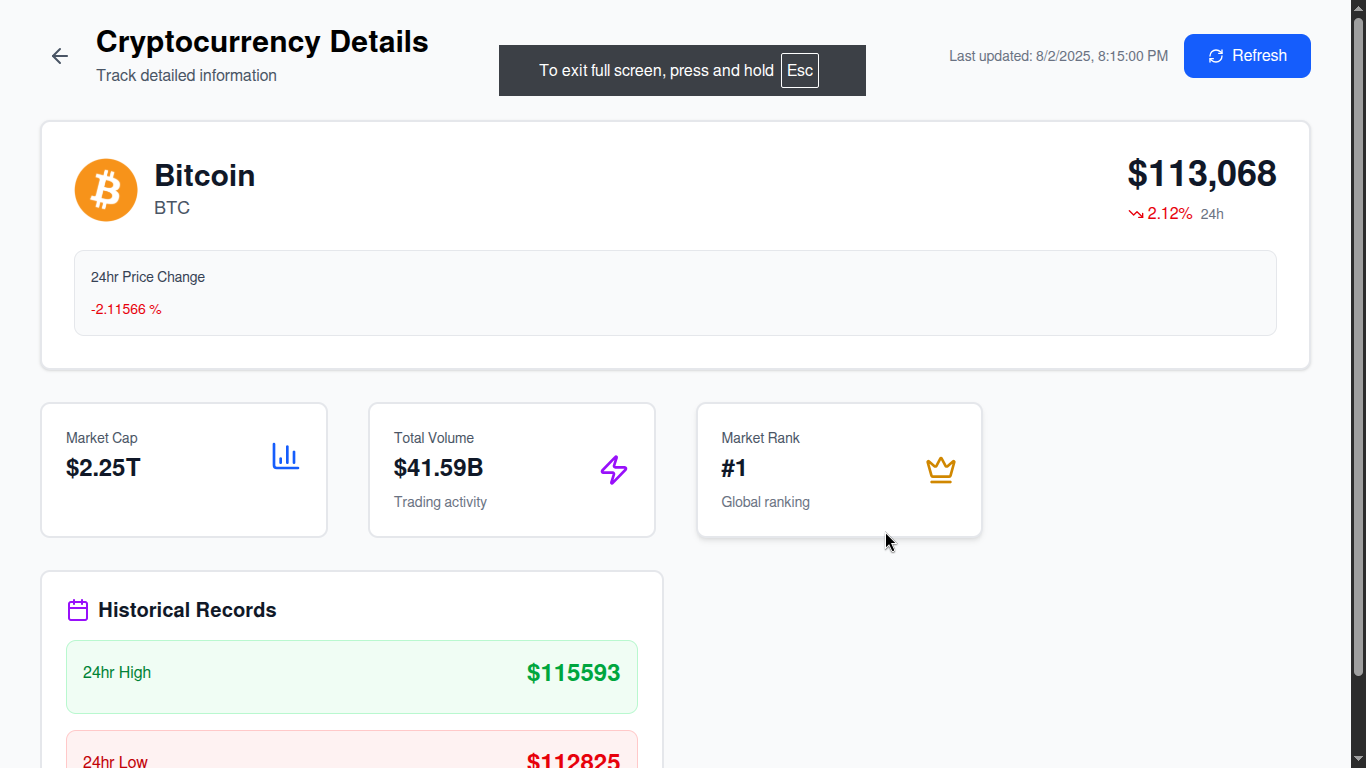 Cryptocurrency Details
Track detailed information
To exit full screen, press and hold Esc
Last updated: 8/2/2025, 8:15:00 PM
Refresh
Bitcoin
BTC
$113,068
2.12% 24h
24hr Price Change
-2.11566 %
Market Cap
$2.25T
Total Volume
$41.59B
Trading activity
Market Rank
#1
Global ranking
Historical Records
24hr High
$115593
24hr Low
$112825